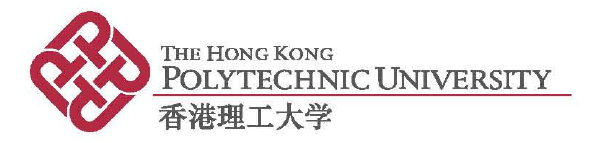 THE HONG KONG
POLYTECHNIC UNIVERSITY
香港理工大学